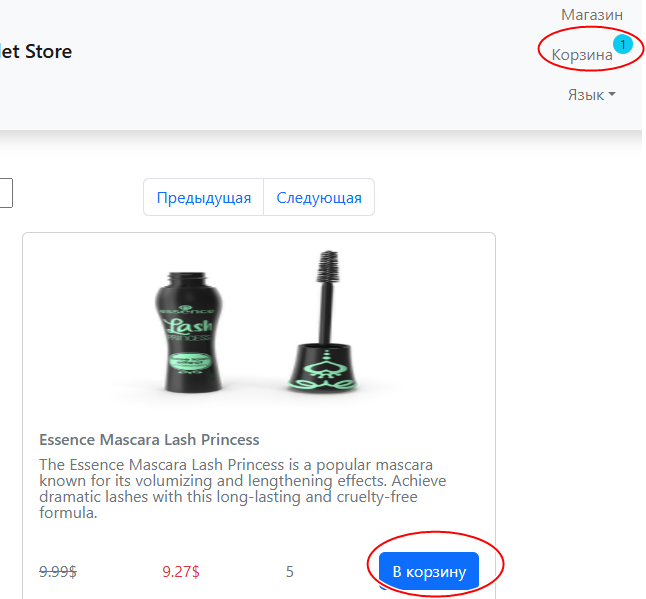 Магазин
let Store
Корзина 1
Язык
Предыдущая Следующая
essence
Lash
PRINCESS
Essence Mascara Lash Princess
The Essence Mascara Lash Princess is a popular mascara
known for its volumizing and lengthening effects. Achieve
dramatic lashes with this long-lasting and cruelty-free
formula.
9.99$ 9.27$ 5 В корзину